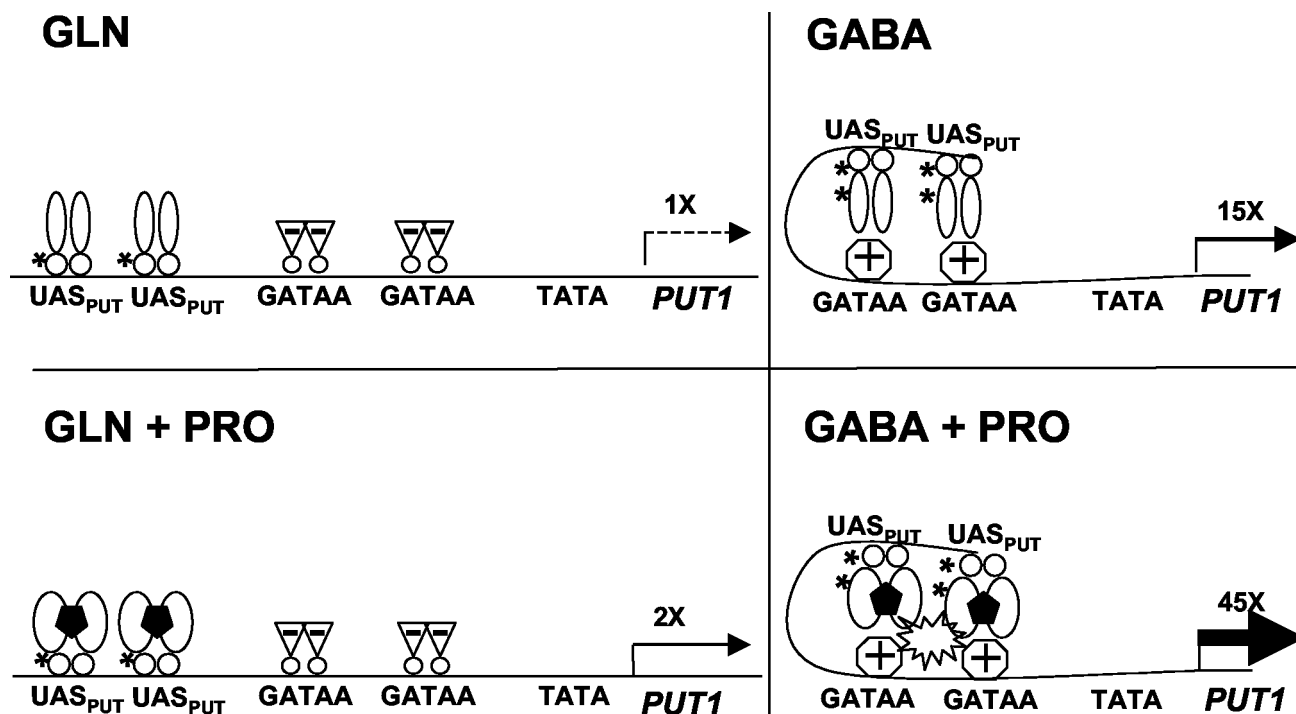 GLN
1X
* *
UASPUT UASPUT GATAA GATAA TATA PUT1
GABA
UASPUT UASPUT
* *
* *
15X
+ +
GATAA GATAA TATA PUT1
GLN + PRO
2X
* *
UASPUT UASPUT GATAA GATAA TATA PUT1
GABA + PRO
UASPUT UASPUT
* *
* *
45X
+ +
GATAA GATAA TATA PUT1